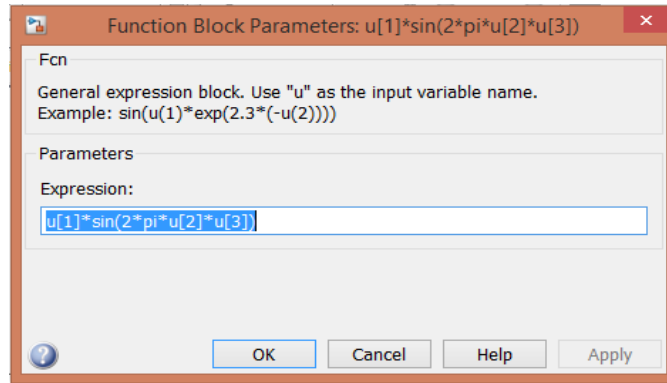 Function Block Parameters: u[1]*sin(2*pi*u[2]*u[3])
Fcn
General expression block. Use "u" as the input variable name.
Example: sin(u(1)*exp(2.3*(-u(2))))
Parameters
Expression:
u[1]*sin(2*pi*u[2]*u[3])
OK Cancel Help Apply